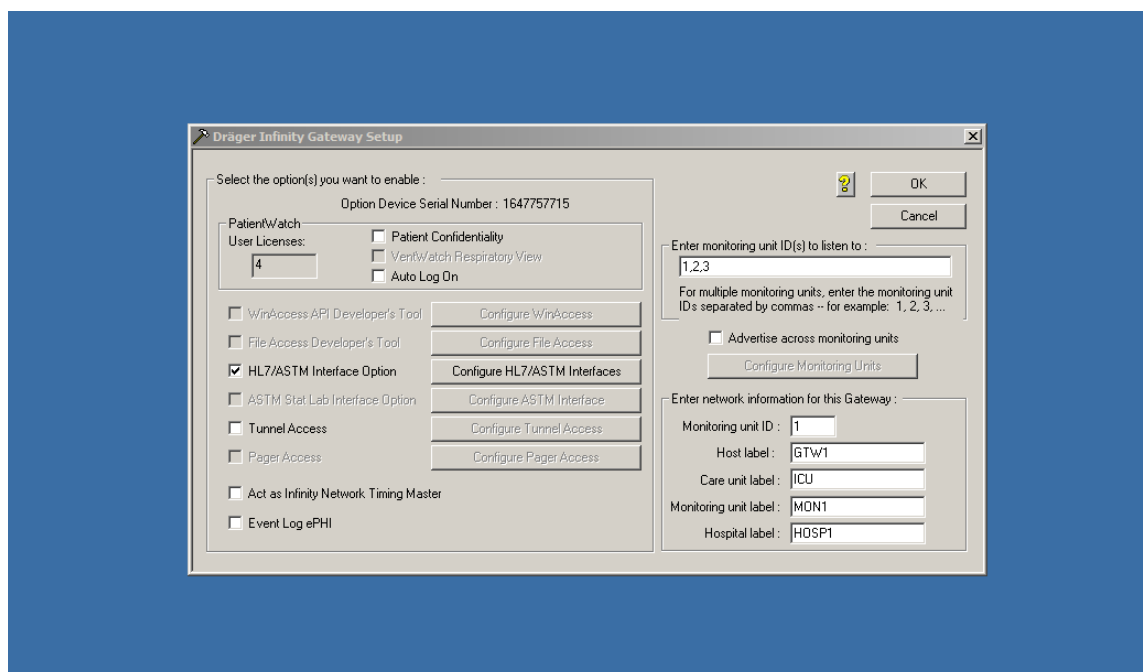 Dräger Infinity Gateway Setup
Select the option(s) you want to enable :
Option Device Serial Number : 1647757715
PatientWatch
User Licenses:
4
Patient Confidentiality
VentWatch Respiratory View
Auto Log On
WinAccess API Developer's Tool
Configure WinAccess
File Access Developer's Tool
Configure File Access
HL7/ASTM Interface Option
Configure HL7/ASTM Interfaces
ASTM Stat Lab Interface Option
Configure ASTM Interface
Tunnel Access
Configure Tunnel Access
Pager Access
Configure Pager Access
Act as Infinity Network Timing Master
Event Log ePHI
?
OK
Cancel
Enter monitoring unit ID(s) to listen to :
1,2,3
For multiple monitoring units, enter the monitoring unit
IDs separated by commas -- for example: 1, 2, 3, ...
Advertise across monitoring units
Configure Monitoring Units
Enter network information for this Gateway :
Monitoring unit ID : 1
Host label : GTW1
Care unit label : ICU
Monitoring unit label : MON1
Hospital label : HOSP1